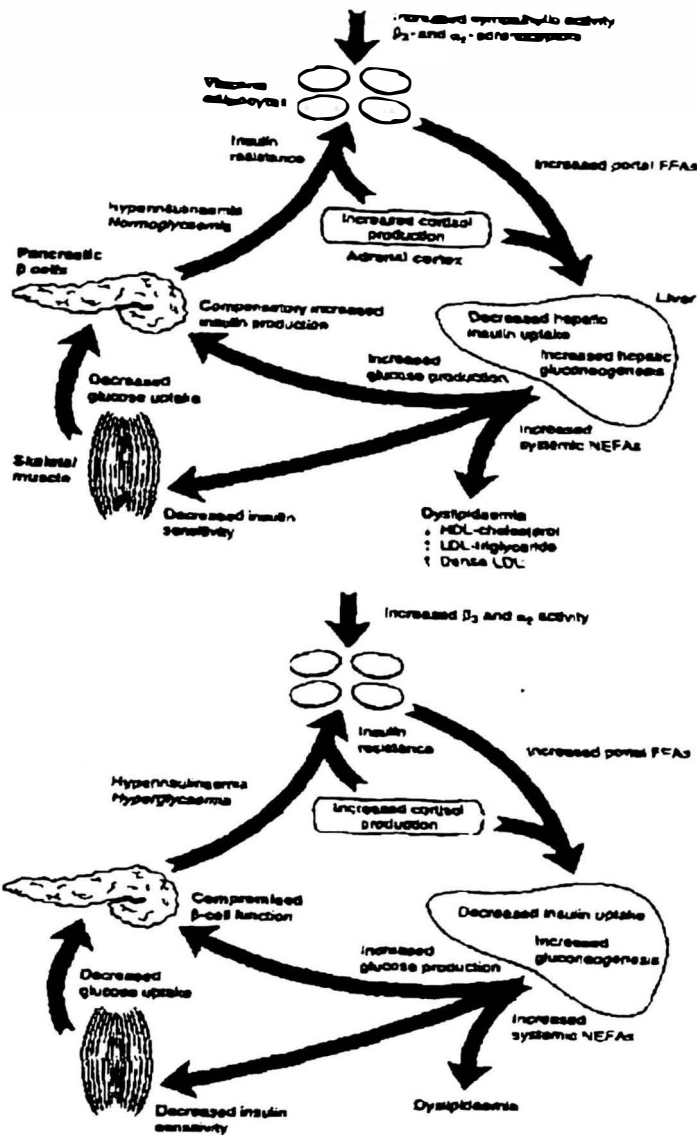 Increased sympathetic activity
β₃- and α₂-adrenoceptors
Visceral
adipocytes
Insulin
resistance
Increased portal FFAs
Hyperinsulinaemia
Normoglycaemia
Increased cortisol
production
Adrenal cortex
Pancreatic
β cells
Liver
Compensatory increased
insulin production
Decreased hepatic
insulin uptake
Increased hepatic
gluconeogenesis
Increased
glucose production
Decreased
glucose uptake
Increased
systemic NEFAs
Skeletal
muscle
Decreased insulin
sensitivity
Dyslipidaemia
↓ HDL-cholesterol
↑ LDL-triglyceride
↑ Dense LDL
Increased β₃ and α₂ activity
Insulin
resistance
Increased portal FFAs
Hyperinsulinaemia
Hyperglycaemia
Increased cortisol
production
Compromised
β-cell function
Decreased insulin uptake
Increased
gluconeogenesis
Increased
glucose production
Decreased
glucose uptake
Increased
systemic NEFAs
Decreased insulin
sensitivity
Dyslipidaemia